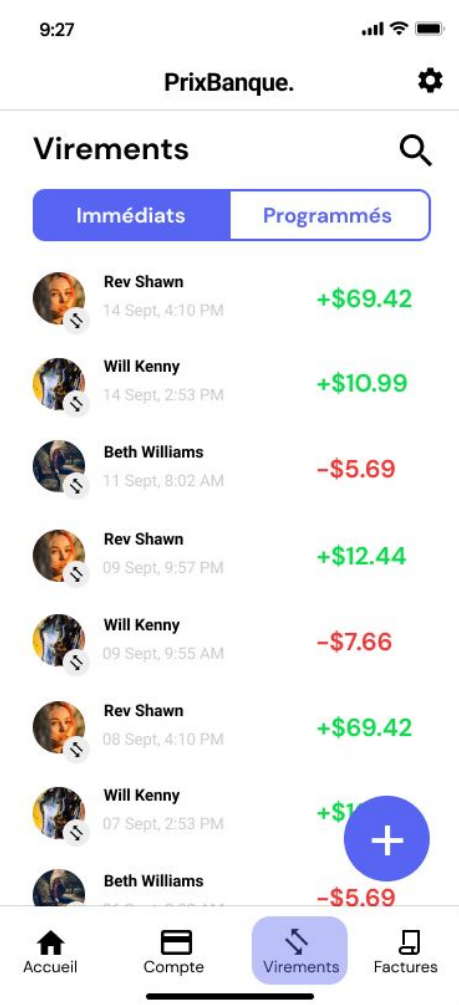 9:27
PrixBanque.
Virements
Immédiats Programmés
Rev Shawn
14 Sept, 4:10 PM
+$69.42
Will Kenny
14 Sept, 2:53 PM
+$10.99
Beth Williams
11 Sept, 8:02 AM
-$5.69
Rev Shawn
09 Sept, 9:57 PM
+$12.44
Will Kenny
09 Sept, 9:55 AM
-$7.66
Rev Shawn
08 Sept, 4:10 PM
+$69.42
Will Kenny
07 Sept, 2:53 PM
Beth Williams
-$5.69
Accueil Compte Virements Factures